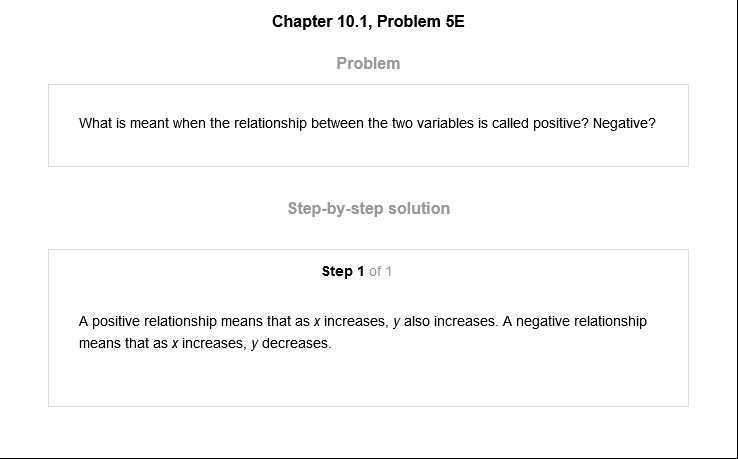 Chapter 10.1, Problem 5E
Problem
What is meant when the relationship between the two variables is called positive? Negative?
Step-by-step solution
Step 1 of 1
A positive relationship means that as x increases, y also increases. A negative relationship
means that as x increases, y decreases.